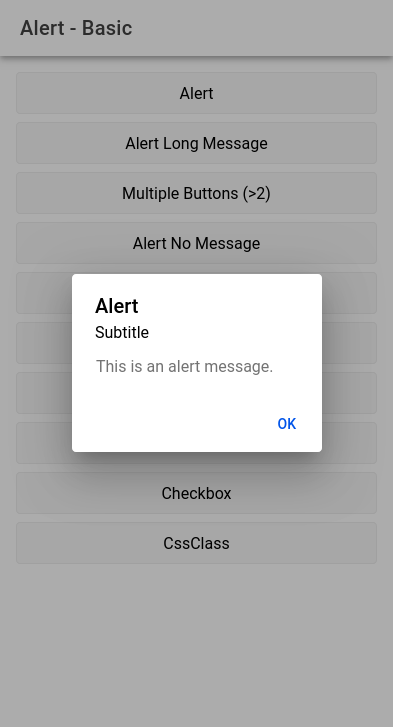 Alert - Basic
Alert
Alert Long Message
Multiple Buttons (>2)
Alert No Message
Alert
Subtitle
This is an alert message.
OK
Checkbox
CssClass